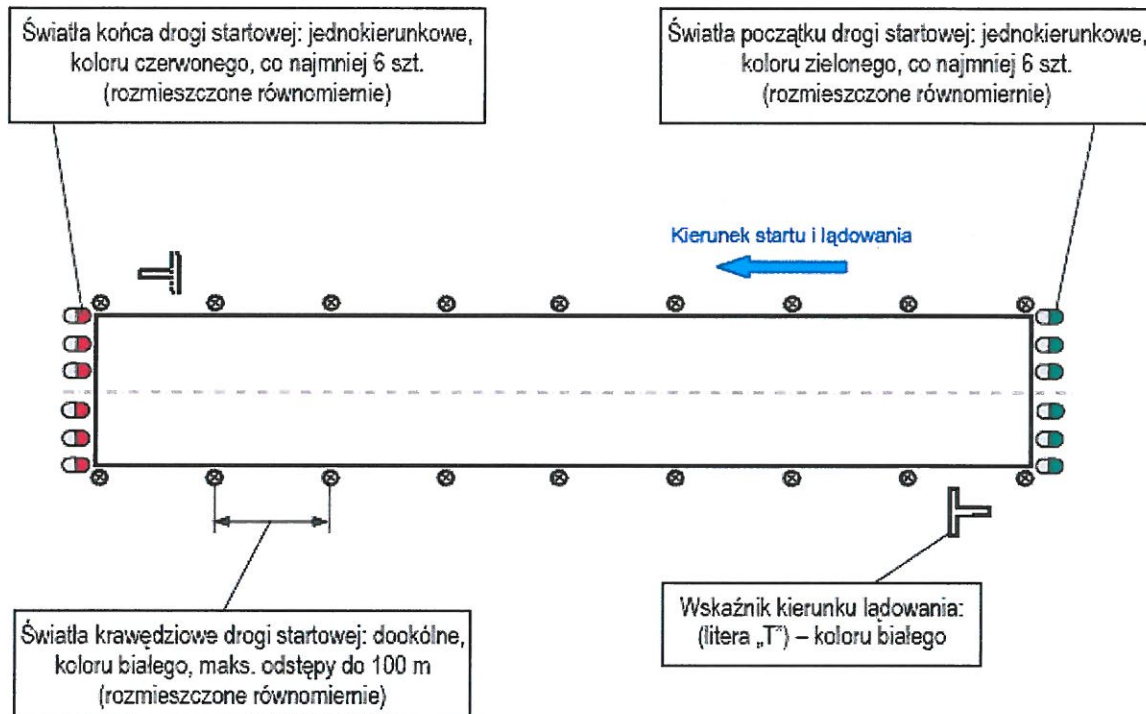 Światła końca drogi startowej: jednokierunkowe,
koloru czerwonego, co najmniej 6 szt.
(rozmieszczone równomiernie)
Światła początku drogi startowej: jednokierunkowe,
koloru zielonego, co najmniej 6 szt.
(rozmieszczone równomiernie)
Kierunek startu i lądowania
Światła krawędziowe drogi startowej: dookólne,
koloru białego, maks. odstępy do 100 m
(rozmieszczone równomiernie)
Wskaźnik kierunku lądowania:
(litera „T”) – koloru białego